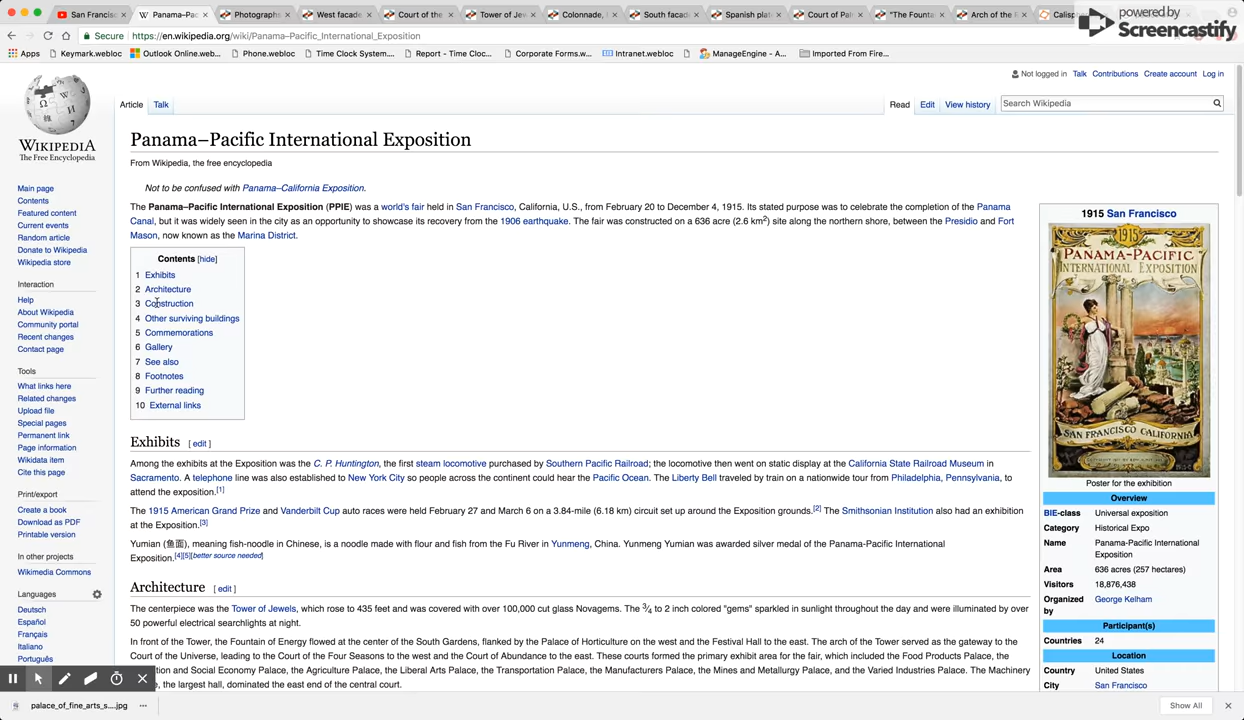 San Francisc
Panama–Pac
Photographs
West facade
Court of the
Tower of Jew
Colonnade,
South facad
Spanish plat
Court of Pal
"The Founta
Arch of the R
Calisp
powered by
Screencastify
Secure https://en.wikipedia.org/wiki/Panama–Pacific_International_Exposition
Apps Keymark.webloc Outlook Online.web... Phone.webloc Time Clock System.... Report - Time Cloc... Corporate Forms.w... Intranet.webloc ManageEngine - A... Imported From Fire...
Not logged in Talk Contributions Create account Log in
Article Talk Read Edit View history Search Wikipedia
WIKIPEDIA
The Free Encyclopedia
Main page
Contents
Featured content
Current events
Random article
Donate to Wikipedia
Wikipedia store
Interaction
Help
About Wikipedia
Community portal
Recent changes
Contact page
Tools
What links here
Related changes
Upload file
Special pages
Permanent link
Page information
Wikidata item
Cite this page
Print/export
Create a book
Download as PDF
Printable version
In other projects
Wikimedia Commons
Languages
Deutsch
Español
Français
Italiano
Português
Panama–Pacific International Exposition
From Wikipedia, the free encyclopedia
Not to be confused with Panama–California Exposition.
The Panama–Pacific International Exposition (PPIE) was a world's fair held in San Francisco, California, U.S., from February 20 to December 4, 1915. Its stated purpose was to celebrate the completion of the Panama
Canal, but it was widely seen in the city as an opportunity to showcase its recovery from the 1906 earthquake. The fair was constructed on a 636 acre (2.6 km2) site along the northern shore, between the Presidio and Fort
Mason, now known as the Marina District.
Contents [hide]
1 Exhibits
2 Architecture
3 Construction
4 Other surviving buildings
5 Commemorations
6 Gallery
7 See also
8 Footnotes
9 Further reading
10 External links
Exhibits [ edit ]
Among the exhibits at the Exposition was the C. P. Huntington, the first steam locomotive purchased by Southern Pacific Railroad; the locomotive then went on static display at the California State Railroad Museum in
Sacramento. A telephone line was also established to New York City so people across the continent could hear the Pacific Ocean. The Liberty Bell traveled by train on a nationwide tour from Philadelphia, Pennsylvania, to
attend the exposition.[1]
The 1915 American Grand Prize and Vanderbilt Cup auto races were held February 27 and March 6 on a 3.84-mile (6.18 km) circuit set up around the Exposition grounds.[2] The Smithsonian Institution also had an exhibition
at the Exposition.[3]
Yumian (鱼面), meaning fish-noodle in Chinese, is a noodle made with flour and fish from the Fu River in Yunmeng, China. Yunmeng Yumian was awarded silver medal of the Panama-Pacific International
Exposition.[4][5][better source needed]
Architecture [ edit ]
The centerpiece was the Tower of Jewels, which rose to 435 feet and was covered with over 100,000 cut glass Novagems. The 3⁄4 to 2 inch colored "gems" sparkled in sunlight throughout the day and were illuminated by over
50 powerful electrical searchlights at night.
In front of the Tower, the Fountain of Energy flowed at the center of the South Gardens, flanked by the Palace of Horticulture on the west and the Festival Hall to the east. The arch of the Tower served as the gateway to the
Court of the Universe, leading to the Court of the Four Seasons to the west and the Court of Abundance to the east. These courts formed the primary exhibit area for the fair, which included the Food Products Palace, the
tion and Social Economy Palace, the Agriculture Palace, the Liberal Arts Palace, the Transportation Palace, the Manufacturers Palace, the Mines and Metallurgy Palace, and the Varied Industries Palace. The Machinery
e, the largest hall, dominated the east end of the central court.
1915 San Francisco
1915
PANAMA-PACIFIC
INTERNATIONAL EXPOSITION
SAN FRANCISCO CALIFORNIA
Poster for the exhibition
Overview
BIE-class Universal exposition
Category Historical Expo
Name Panama-Pacific International
Exposition
Area 636 acres (257 hectares)
Visitors 18,876,438
Organized George Kelham
by
Participant(s)
Countries 24
Location
Country United States
City San Francisco
palace_of_fine_arts_s....jpg
Show All